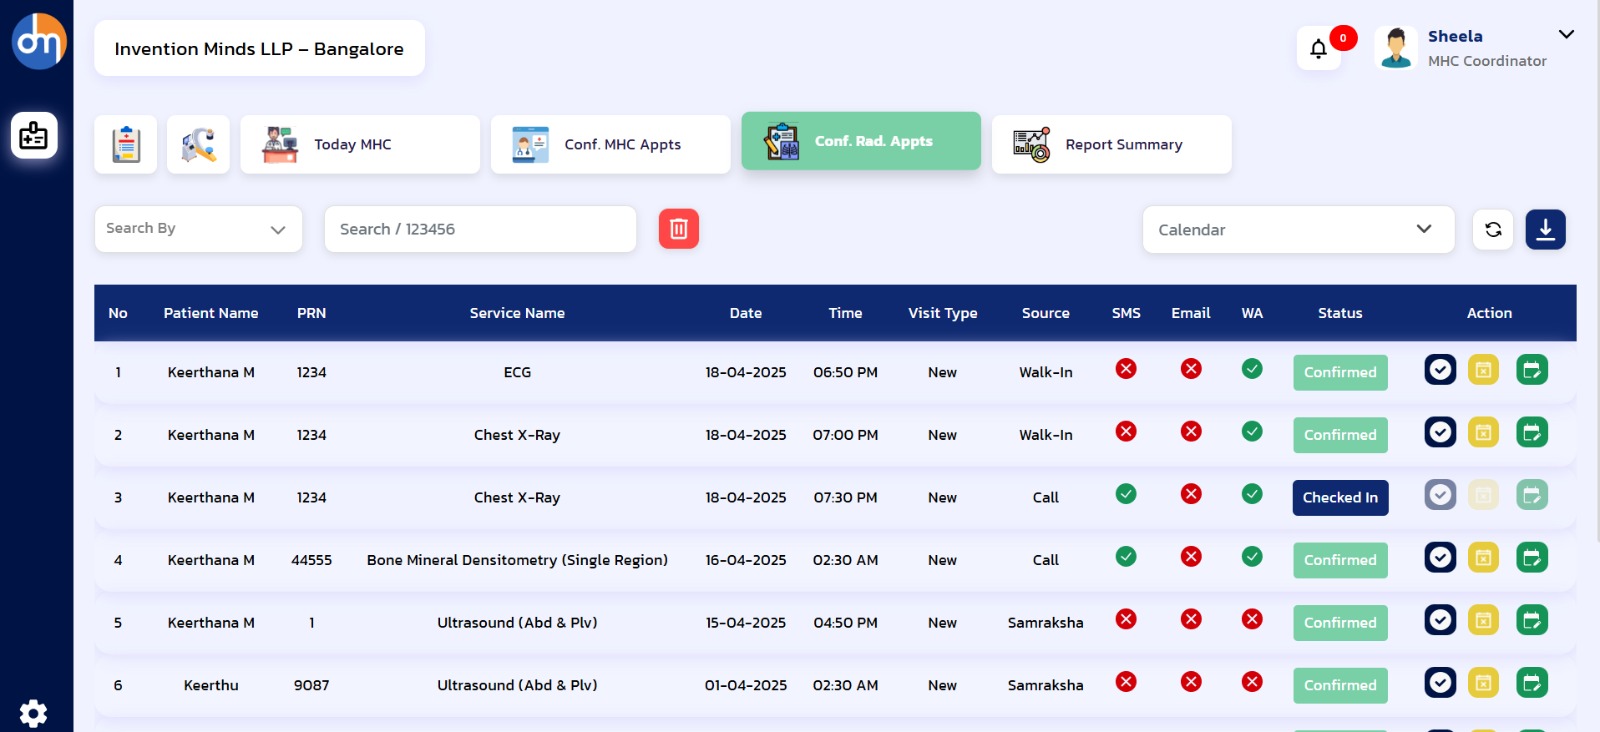 dm
Invention Minds LLP – Bangalore
0
Sheela
MHC Coordinator
Today MHC
Conf. MHC Appts
Conf. Rad. Appts
Report Summary
Search By
Search / 123456
Calendar
No Patient Name PRN Service Name Date Time Visit Type Source SMS Email WA Status Action
1 Keerthana M 1234 ECG 18-04-2025 06:50 PM New Walk-In Confirmed
2 Keerthana M 1234 Chest X-Ray 18-04-2025 07:00 PM New Walk-In Confirmed
3 Keerthana M 1234 Chest X-Ray 18-04-2025 07:30 PM New Call Checked In
4 Keerthana M 44555 Bone Mineral Densitometry (Single Region) 16-04-2025 02:30 AM New Call Confirmed
5 Keerthana M 1 Ultrasound (Abd & Plv) 15-04-2025 04:50 PM New Samraksha Confirmed
6 Keerthu 9087 Ultrasound (Abd & Plv) 01-04-2025 02:30 AM New Samraksha Confirmed